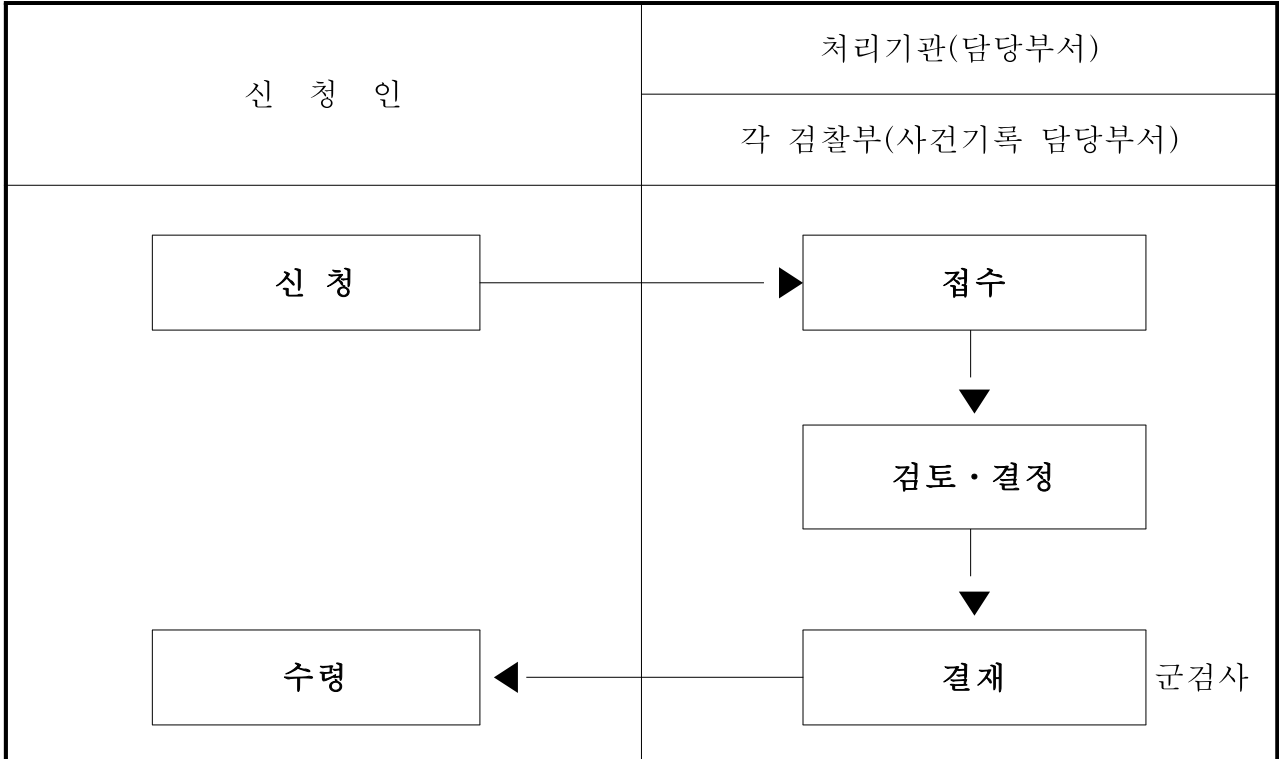 신 청 인
처리기관(담당부서)
각 검찰부(사건기록 담당부서)
신 청
접수
검토·결정
수령
결재
군검사